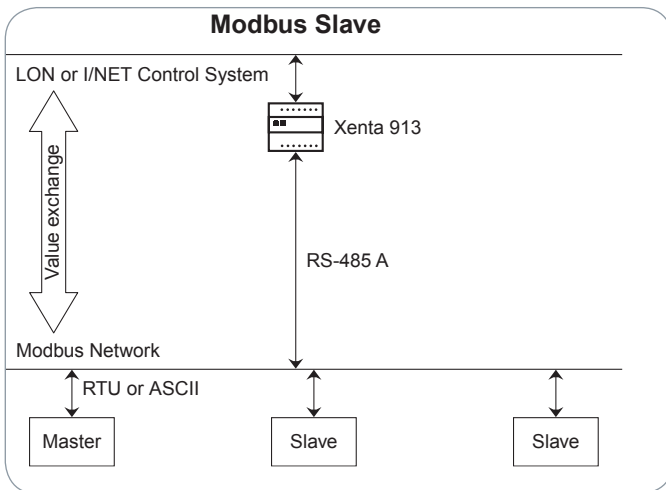 Modbus Slave
LON or I/NET Control System
Xenta 913
Value exchange
RS-485 A
Modbus Network
RTU or ASCII
Master
Slave
Slave